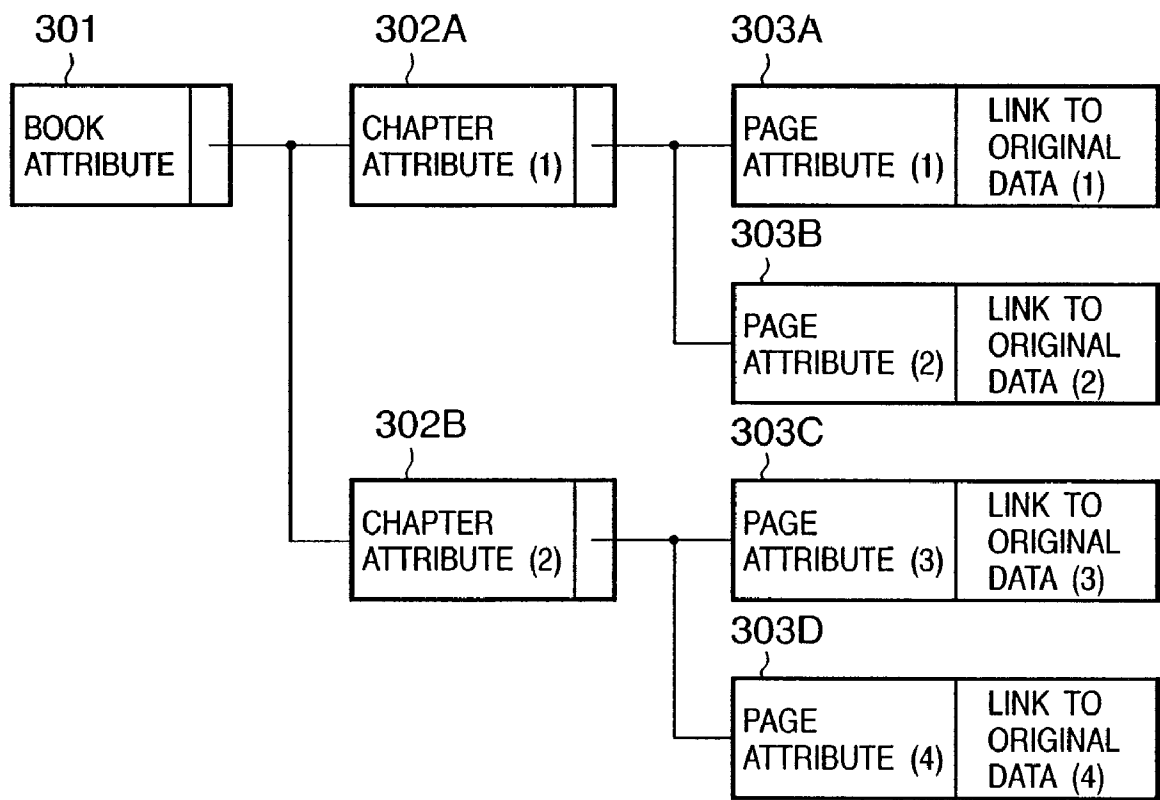 301
302A
303A
BOOK
ATTRIBUTE
CHAPTER
ATTRIBUTE (1)
PAGE
ATTRIBUTE (1)
LINK TO
ORIGINAL
DATA (1)
303B
PAGE
ATTRIBUTE (2)
LINK TO
ORIGINAL
DATA (2)
302B
303C
CHAPTER
ATTRIBUTE (2)
PAGE
ATTRIBUTE (3)
LINK TO
ORIGINAL
DATA (3)
303D
PAGE
ATTRIBUTE (4)
LINK TO
ORIGINAL
DATA (4)